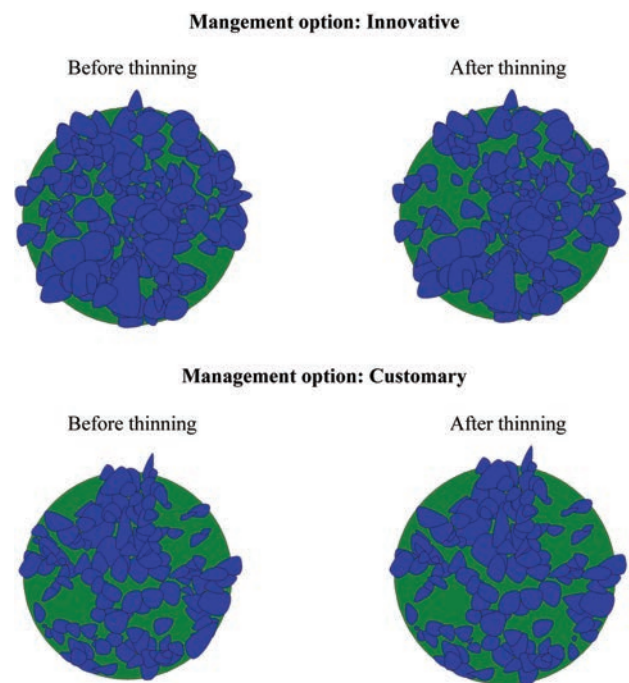 Mangement option: Innovative
Before thinning
After thinning
Management option: Customary
Before thinning
After thinning